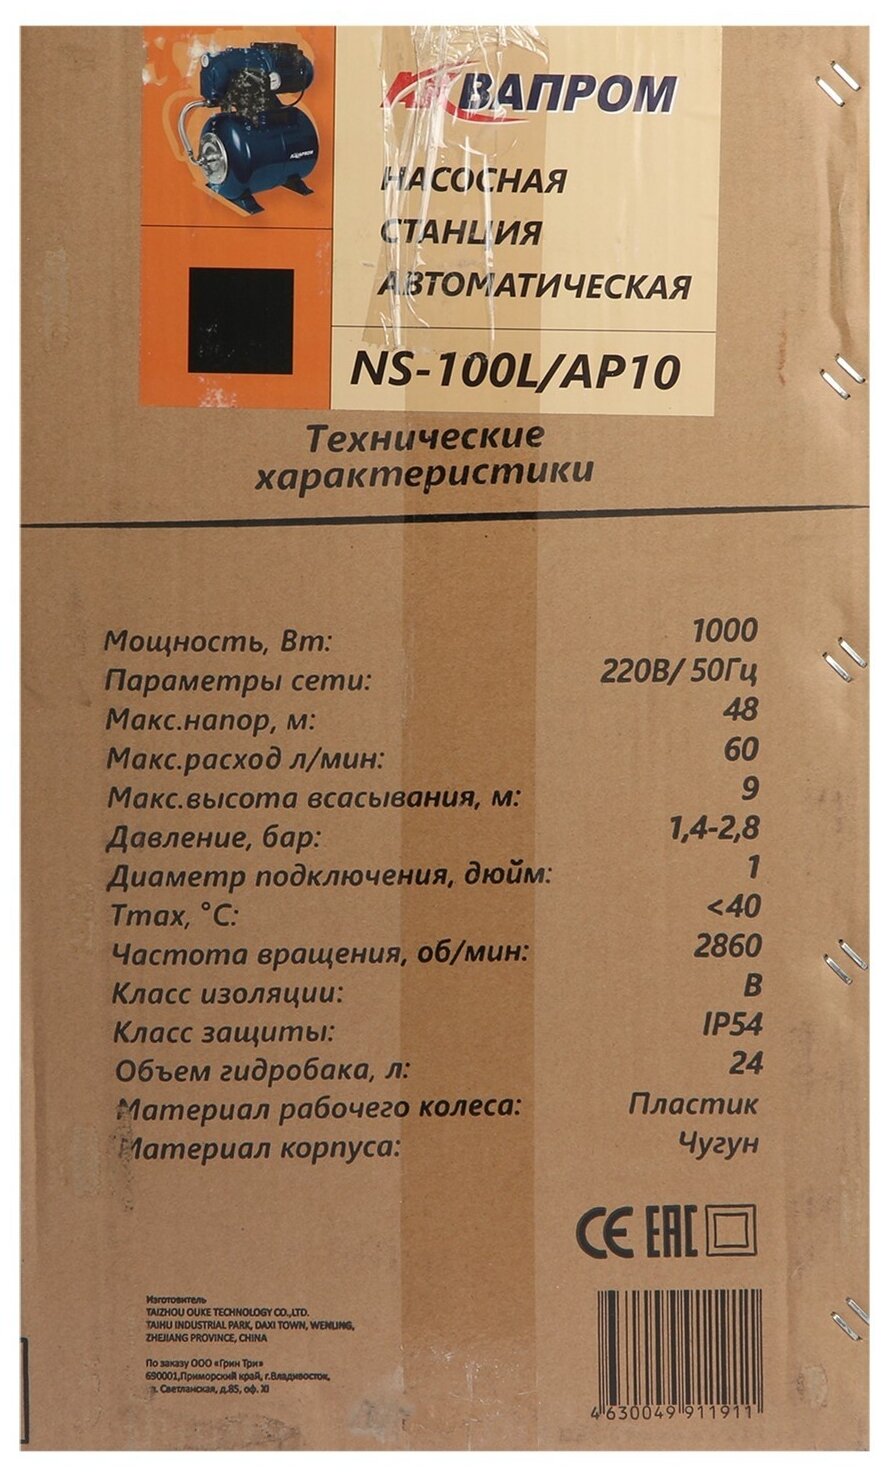 AQUAPROM
АКВАПРОМ
НАСОСНАЯ
СТАНЦИЯ
АВТОМАТИЧЕСКАЯ
NS-100L/AP10
Технические
характеристики
Мощность, Вт: 1000
Параметры сети: 220В/ 50Гц
Макс.напор, м: 48
Макс.расход л/мин: 60
Макс.высота всасывания, м: 9
Давление, бар: 1,4-2,8
Диаметр подключения, дюйм: 1
Tmax, °C: <40
Частота вращения, об/мин: 2860
Класс изоляции: B
Класс защиты: IP54
Объем гидробака, л: 24
Материал рабочего колеса: Пластик
Материал корпуса: Чугун
CE EAC
Изготовитель
TAIZHOU OUKE TECHNOLOGY CO.,LTD.
TAIHU INDUSTRIAL PARK, DAXI TOWN, WENLING,
ZHEJIANG PROVINCE, CHINA
По заказу ООО «Грин Три»
690001,Приморский край, г.Владивосток,
Светланская, д.85, оф. XI
4630049911911